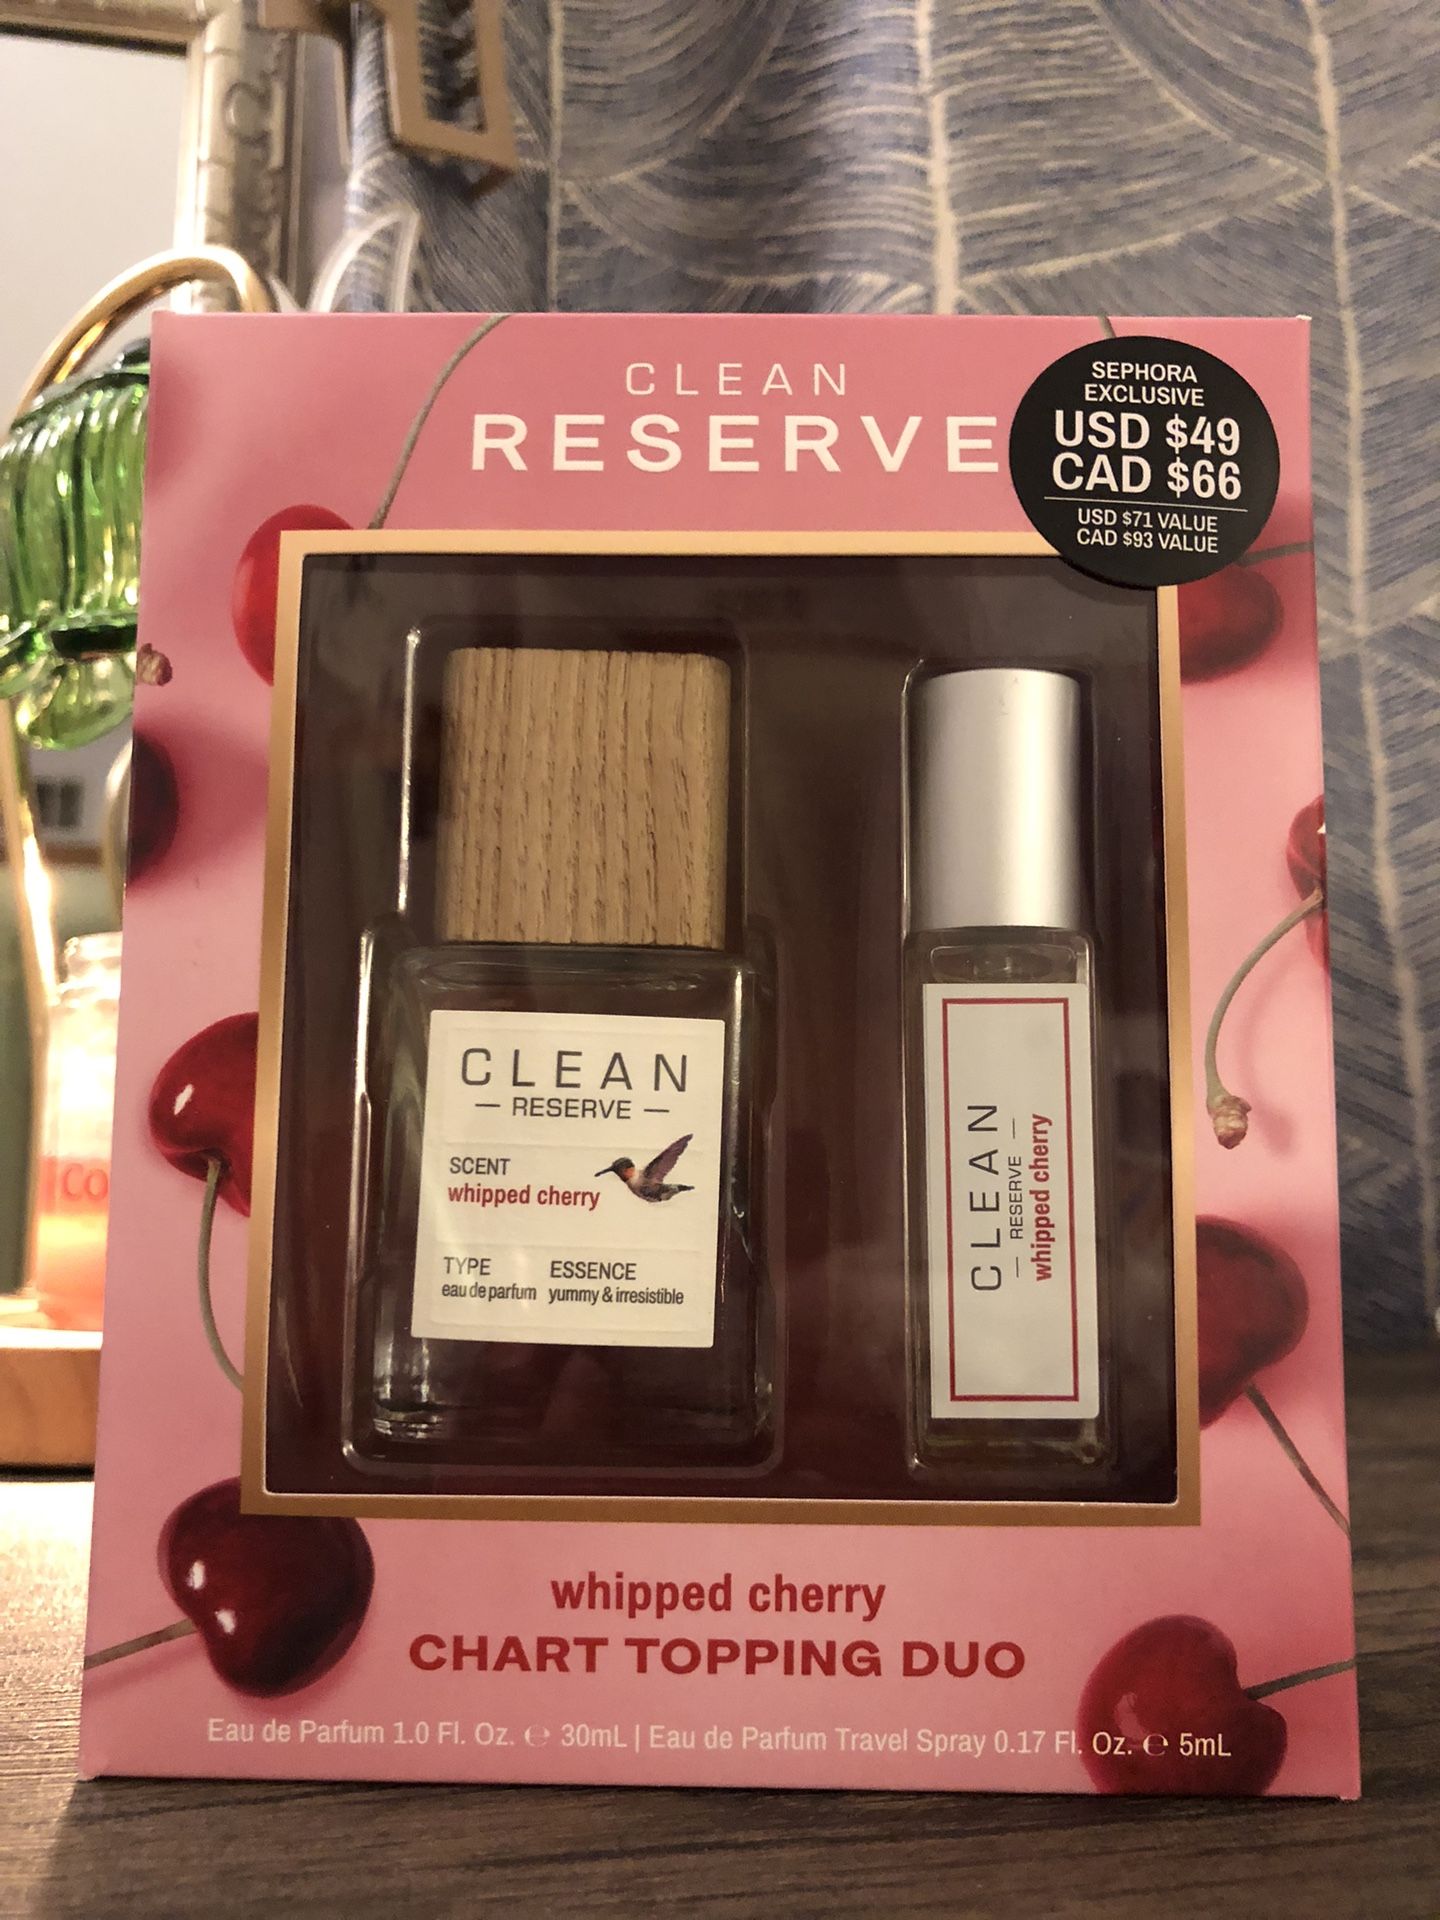 CLEAN
RESERVE
SEPHORA
EXCLUSIVE
USD $49
CAD $66
USD $71 VALUE
CAD $93 VALUE
CLEAN
— RESERVE —
SCENT
whipped cherry
TYPE ESSENCE
eau de parfum yummy & irresistible
CLEAN
— RESERVE —
whipped cherry
whipped cherry
CHART TOPPING DUO
Eau de Parfum 1.0 Fl. Oz. ℮ 30mL | Eau de Parfum Travel Spray 0.17 Fl. Oz. ℮ 5mL